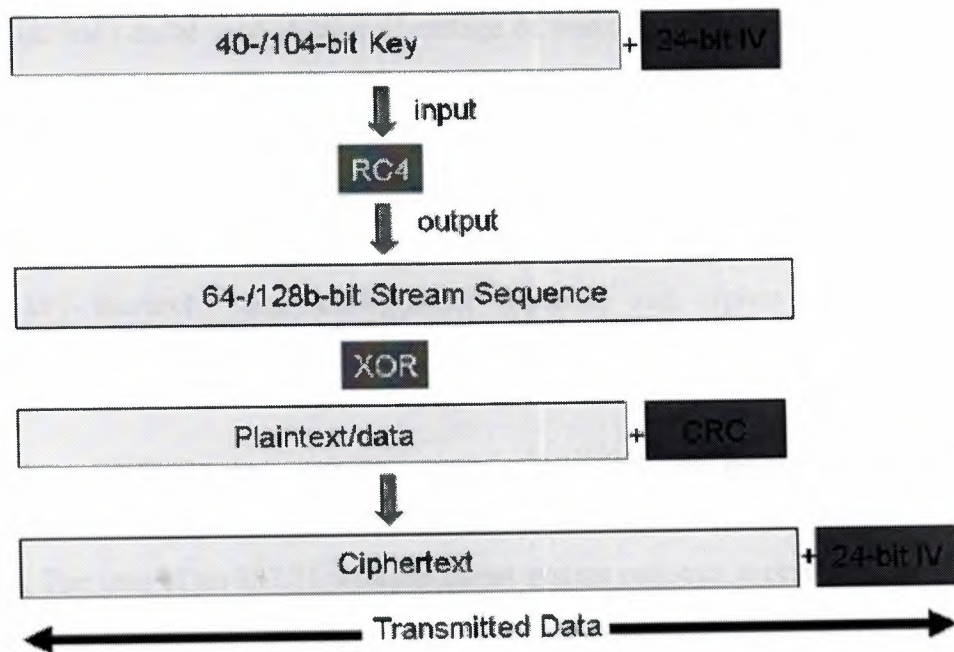 40-/104-bit Key + 24-bit IV
input
RC4
output
64-/128b-bit Stream Sequence
XOR
Plaintext/data + CRC
Ciphertext + 24-bit IV
Transmitted Data